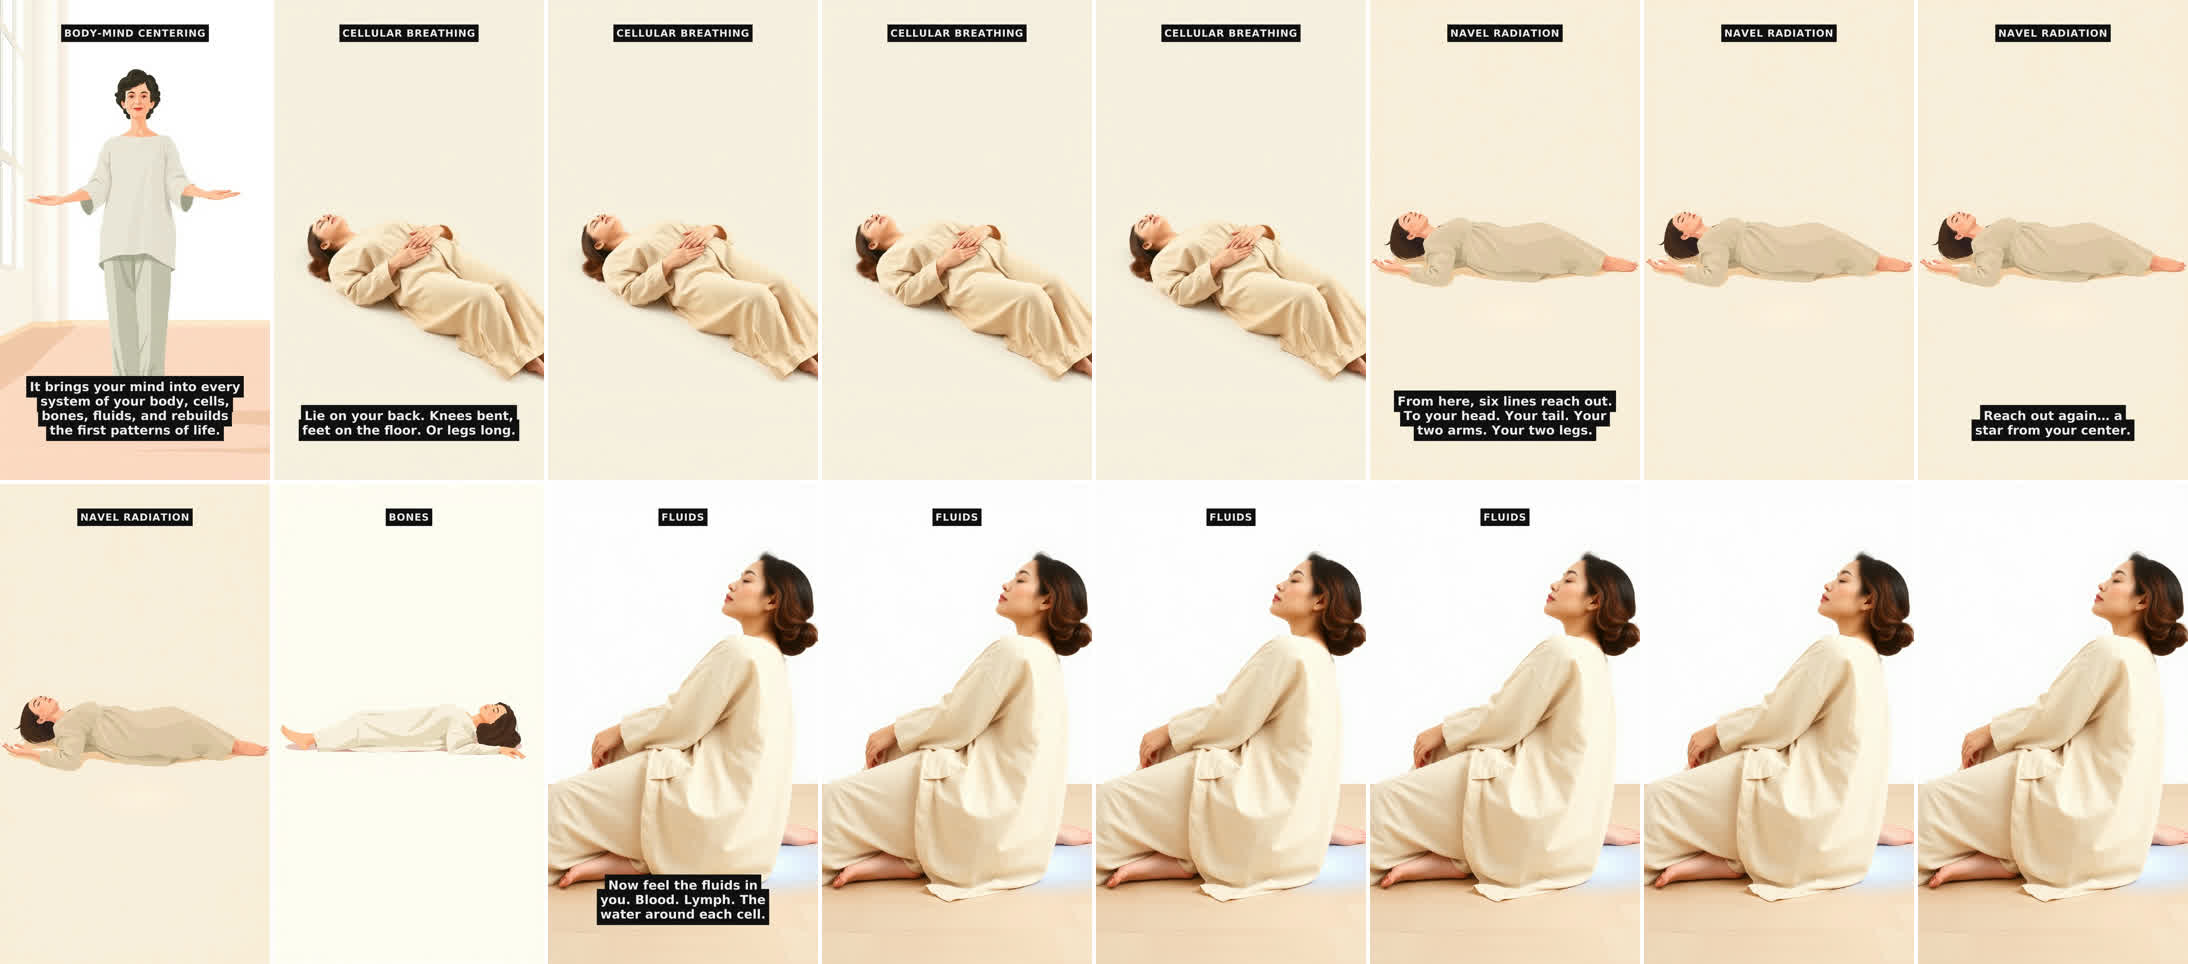 BODY-MIND CENTERING
It brings your mind into every
system of your body, cells,
bones, fluids, and rebuilds
the first patterns of life.
CELLULAR BREATHING
Lie on your back. Knees bent,
feet on the floor. Or legs long.
CELLULAR BREATHING
CELLULAR BREATHING
CELLULAR BREATHING
NAVEL RADIATION
From here, six lines reach out.
To your head. Your tail. Your
two arms. Your two legs.
NAVEL RADIATION
NAVEL RADIATION
Reach out again… a
star from your center.
NAVEL RADIATION
BONES
FLUIDS
Now feel the fluids in
you. Blood. Lymph. The
water around each cell.
FLUIDS
FLUIDS
FLUIDS